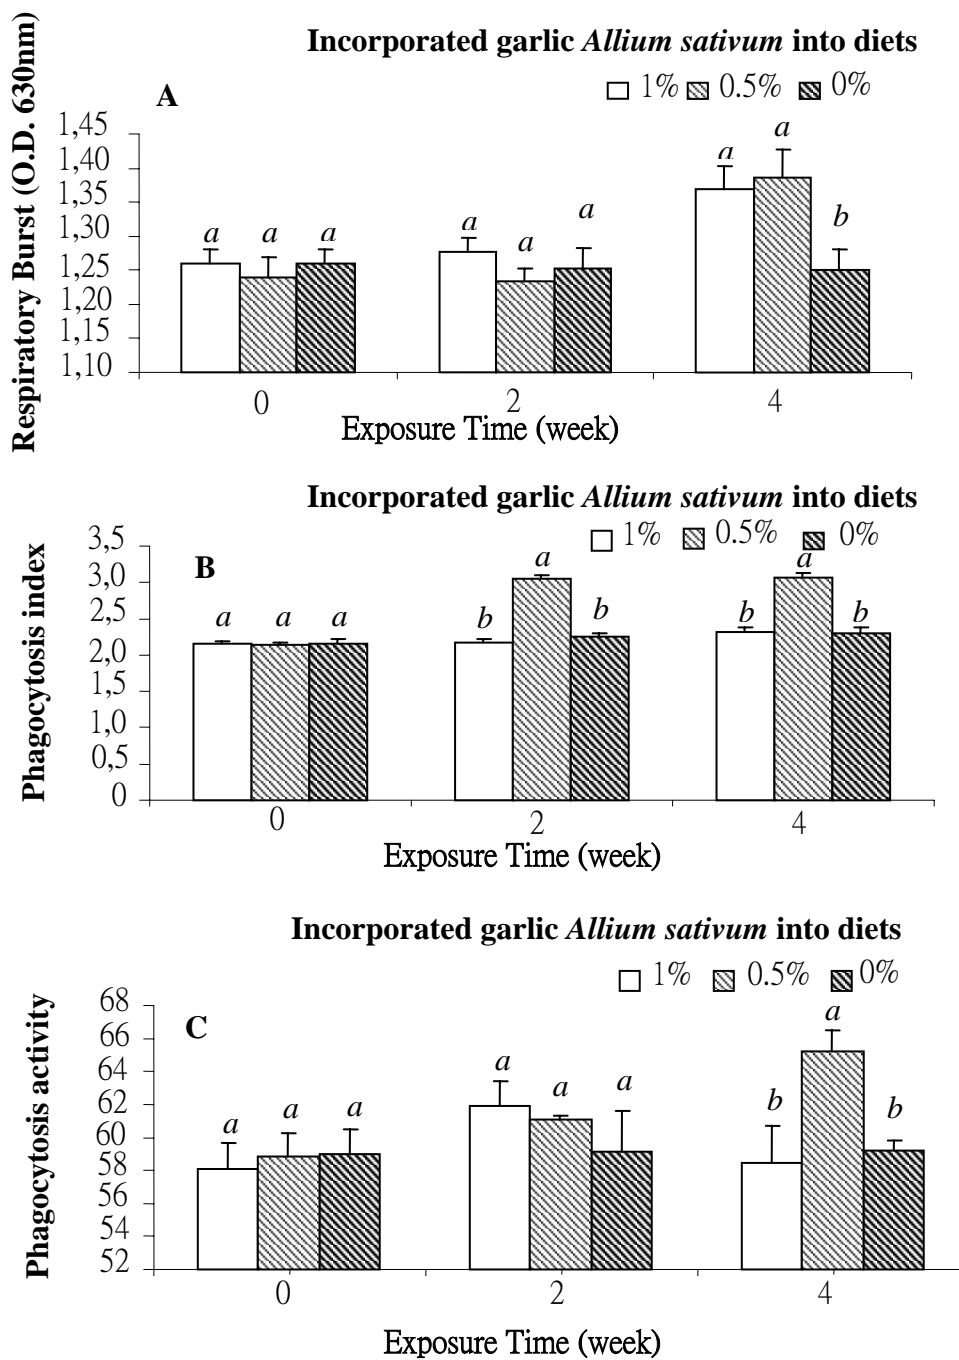 Incorporated garlic Allium sativum into diets
A
1% 0.5% 0%
Respiratory Burst (O.D. 630nm)
1,45
1,40
1,35
1,30
1,25
1,20
1,15
1,10
a a a
a a a
a a b
0 2 4
Exposure Time (week)
Incorporated garlic Allium sativum into diets
B
1% 0.5% 0%
Phagocytosis index
3,5
3,0
2,5
2,0
1,5
1,0
0,5
0
a a a
b a b
b a b
0 2 4
Exposure Time (week)
Incorporated garlic Allium sativum into diets
C
1% 0.5% 0%
Phagocytosis activity
68
66
64
62
60
58
56
54
52
a a a
a a a
b a b
0 2 4
Exposure Time (week)